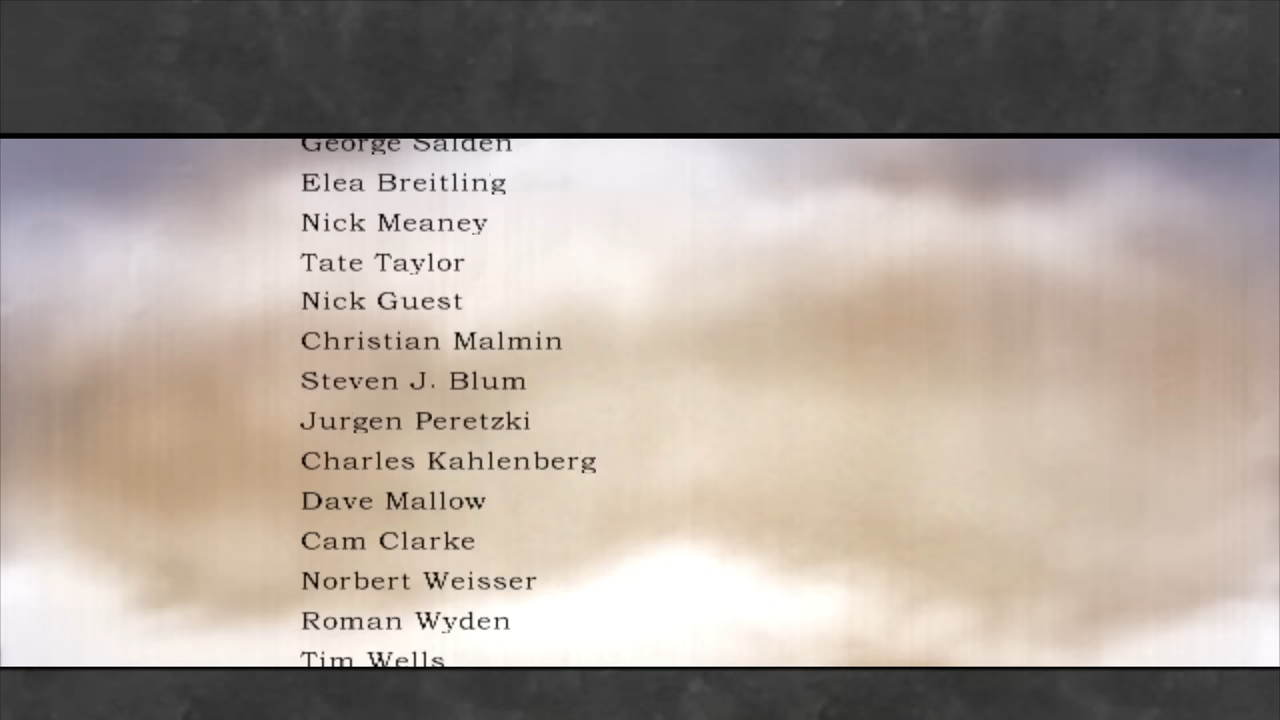 George Salden
Elea Breitling
Nick Meaney
Tate Taylor
Nick Guest
Christian Malmin
Steven J. Blum
Jurgen Peretzki
Charles Kahlenberg
Dave Mallow
Cam Clarke
Norbert Weisser
Roman Wyden
Tim Wells